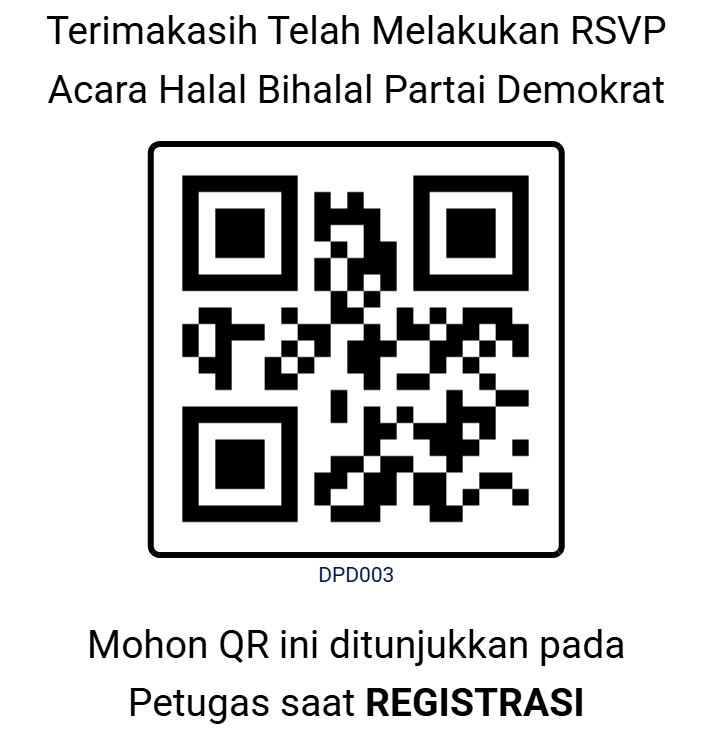 Terimakasih Telah Melakukan RSVP
Acara Halal Bihalal Partai Demokrat
DPD003
Mohon QR ini ditunjukkan pada
Petugas saat REGISTRASI